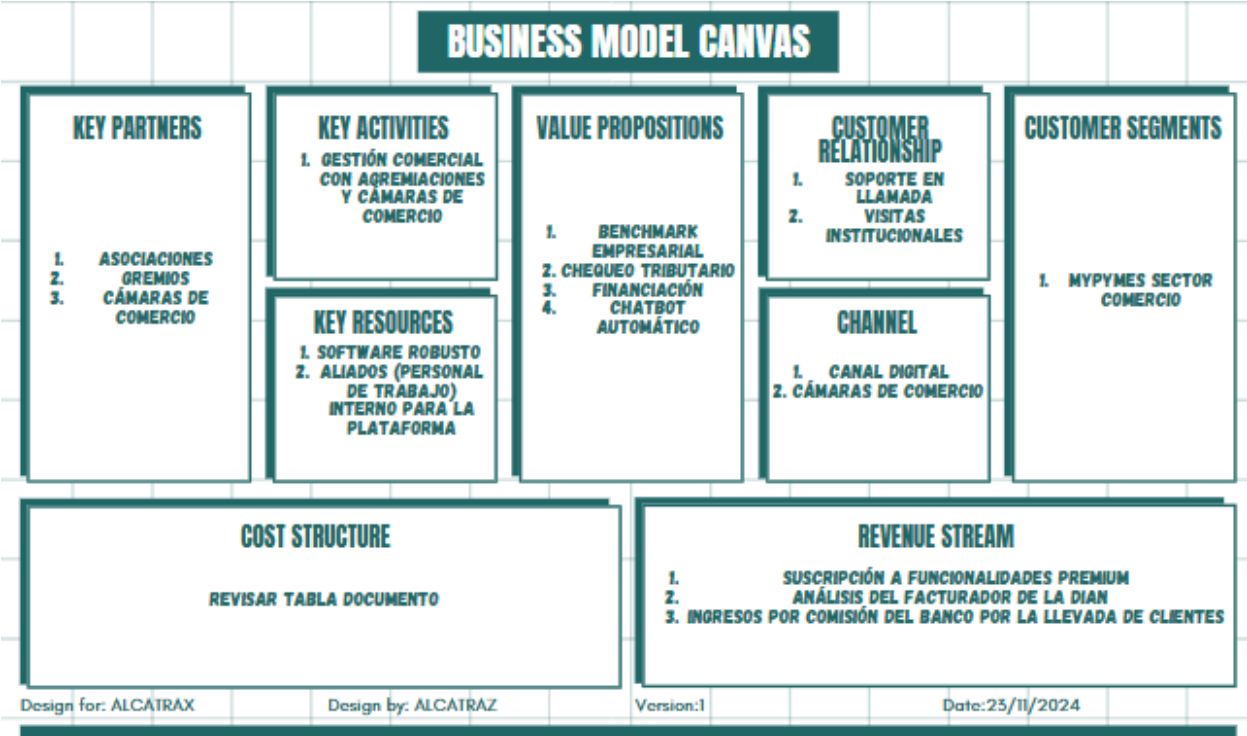 BUSINESS MODEL CANVAS
KEY PARTNERS
1. ASOCIACIONES
2. GREMIOS
3. CÁMARAS DE
COMERCIO
KEY ACTIVITIES
1. GESTIÓN COMERCIAL
CON AGREMIACIONES
Y CÁMARAS DE
COMERCIO
KEY RESOURCES
1. SOFTWARE ROBUSTO
2. ALIADOS (PERSONAL
DE TRABAJO)
INTERNO PARA LA
PLATAFORMA
VALUE PROPOSITIONS
1. BENCHMARK
EMPRESARIAL
2. CHEQUEO TRIBUTARIO
3. FINANCIACIÓN
4. CHATBOT
AUTOMÁTICO
CUSTOMER
RELATIONSHIP
1. SOPORTE EN
LLAMADA
2. VISITAS
INSTITUCIONALES
CHANNEL
1. CANAL DIGITAL
2. CÁMARAS DE COMERCIO
CUSTOMER SEGMENTS
1. MYPYMES SECTOR
COMERCIO
COST STRUCTURE
REVISAR TABLA DOCUMENTO
REVENUE STREAM
1. SUSCRIPCIÓN A FUNCIONALIDADES PREMIUM
2. ANÁLISIS DEL FACTURADOR DE LA DIAN
3. INGRESOS POR COMISIÓN DEL BANCO POR LA LLEVADA DE CLIENTES
Design for: ALCATRAX Design by: ALCATRAZ Version:1 Date:23/11/2024